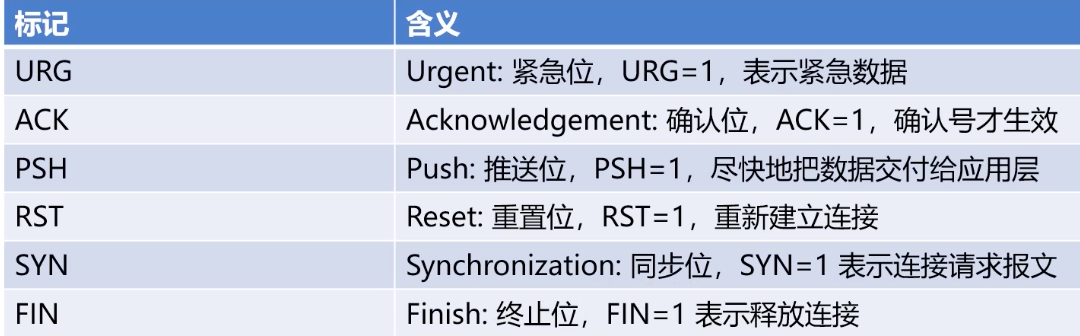 标记 含义
URG Urgent: 紧急位，URG=1，表示紧急数据
ACK Acknowledgement: 确认位，ACK=1，确认号才生效
PSH Push: 推送位，PSH=1，尽快地把数据交付给应用层
RST Reset: 重置位，RST=1，重新建立连接
SYN Synchronization: 同步位，SYN=1 表示连接请求报文
FIN Finish: 终止位，FIN=1 表示释放连接